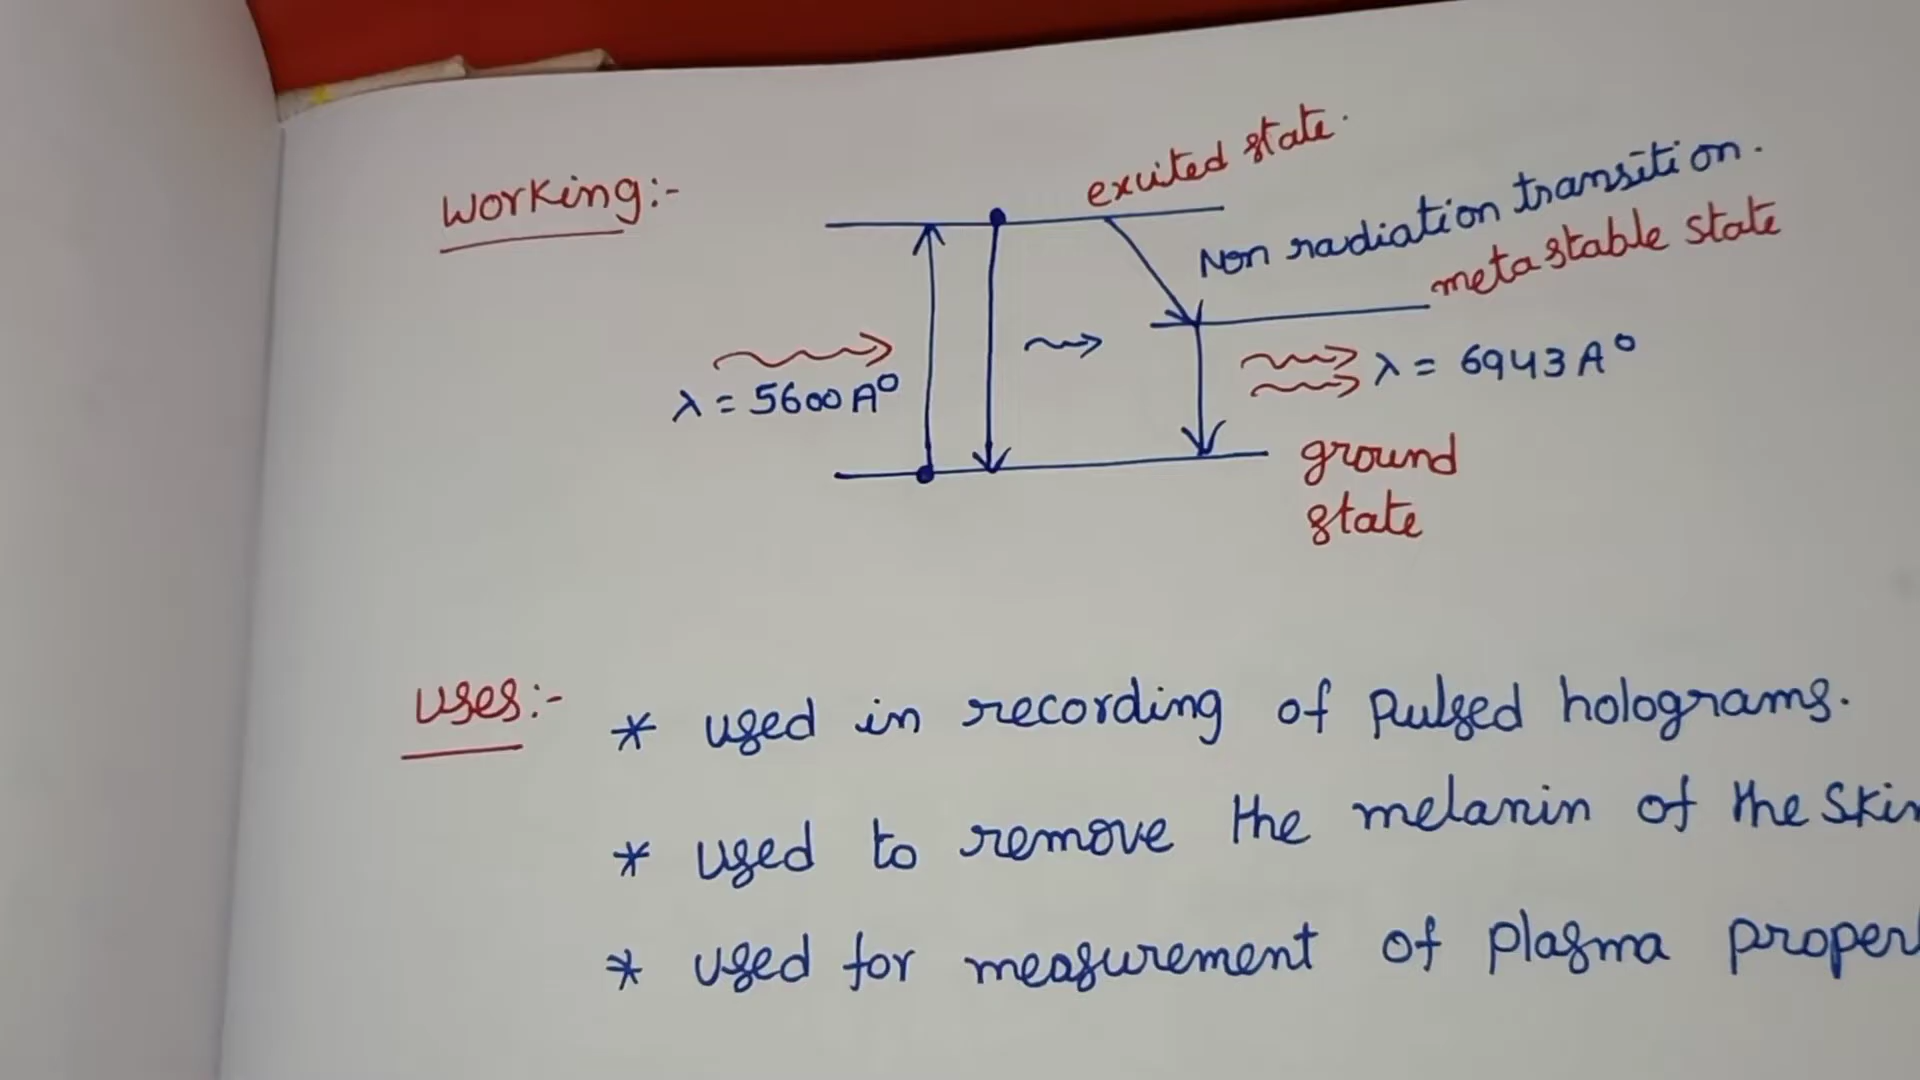 Working:-
exited state.
Non radiation transition.
metastable state
λ = 5600 A°
λ = 6943 A°
ground
state
Uses:- * used in recording of Pulsed holograms.
* used to remove the melanin of the Skin
* used for measurement of plasma proper